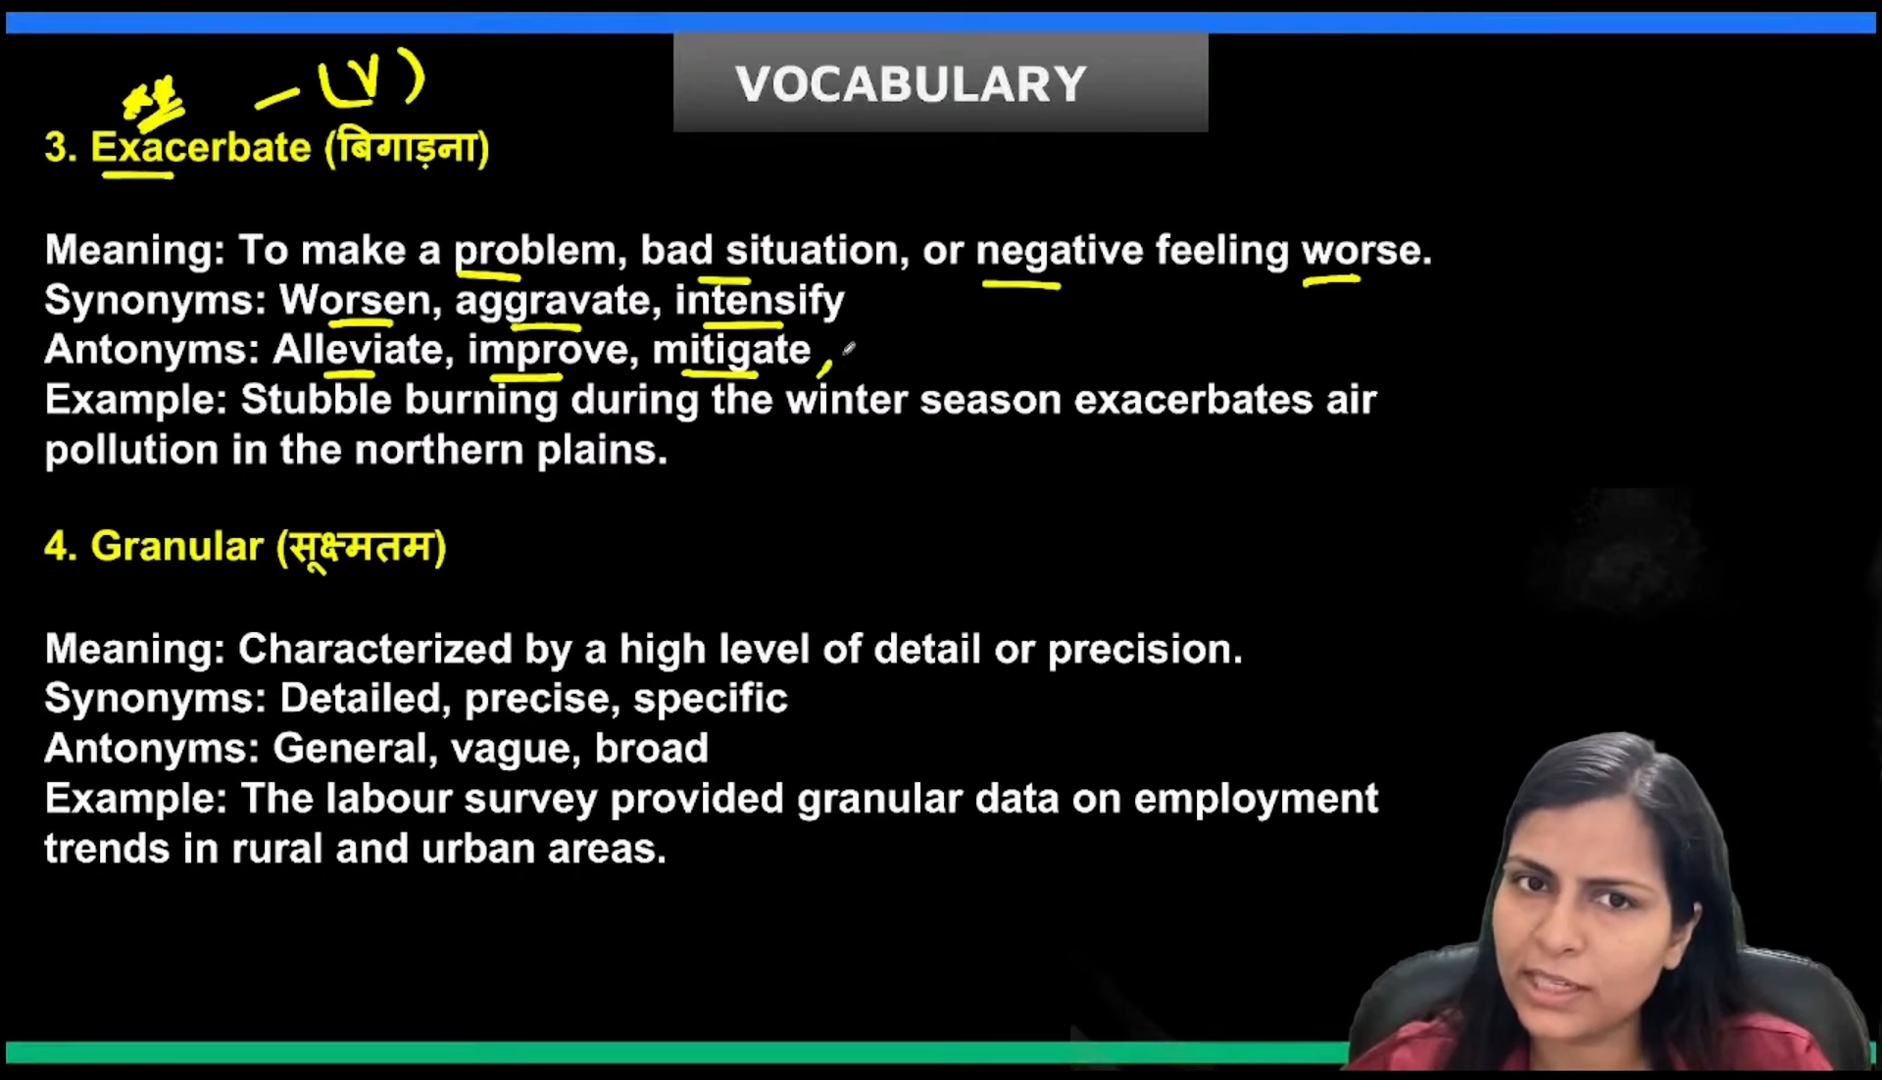 VOCABULARY
- (V)
3. Exacerbate (बिगाड़ना)
Meaning: To make a problem, bad situation, or negative feeling worse.
Synonyms: Worsen, aggravate, intensify
Antonyms: Alleviate, improve, mitigate ,
Example: Stubble burning during the winter season exacerbates air
pollution in the northern plains.
4. Granular (सूक्ष्मतम)
Meaning: Characterized by a high level of detail or precision.
Synonyms: Detailed, precise, specific
Antonyms: General, vague, broad
Example: The labour survey provided granular data on employment
trends in rural and urban areas.